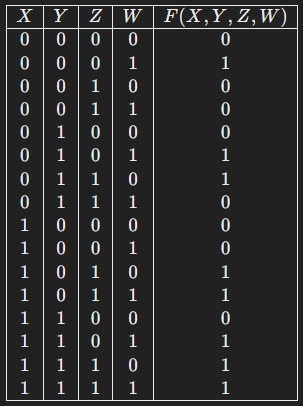 X Y Z W F(X,Y,Z,W)
0 0 0 0 0
0 0 0 1 1
0 0 1 0 0
0 0 1 1 0
0 1 0 0 0
0 1 0 1 1
0 1 1 0 1
0 1 1 1 0
1 0 0 0 0
1 0 0 1 0
1 0 1 0 1
1 0 1 1 1
1 1 0 0 0
1 1 0 1 1
1 1 1 0 1
1 1 1 1 1